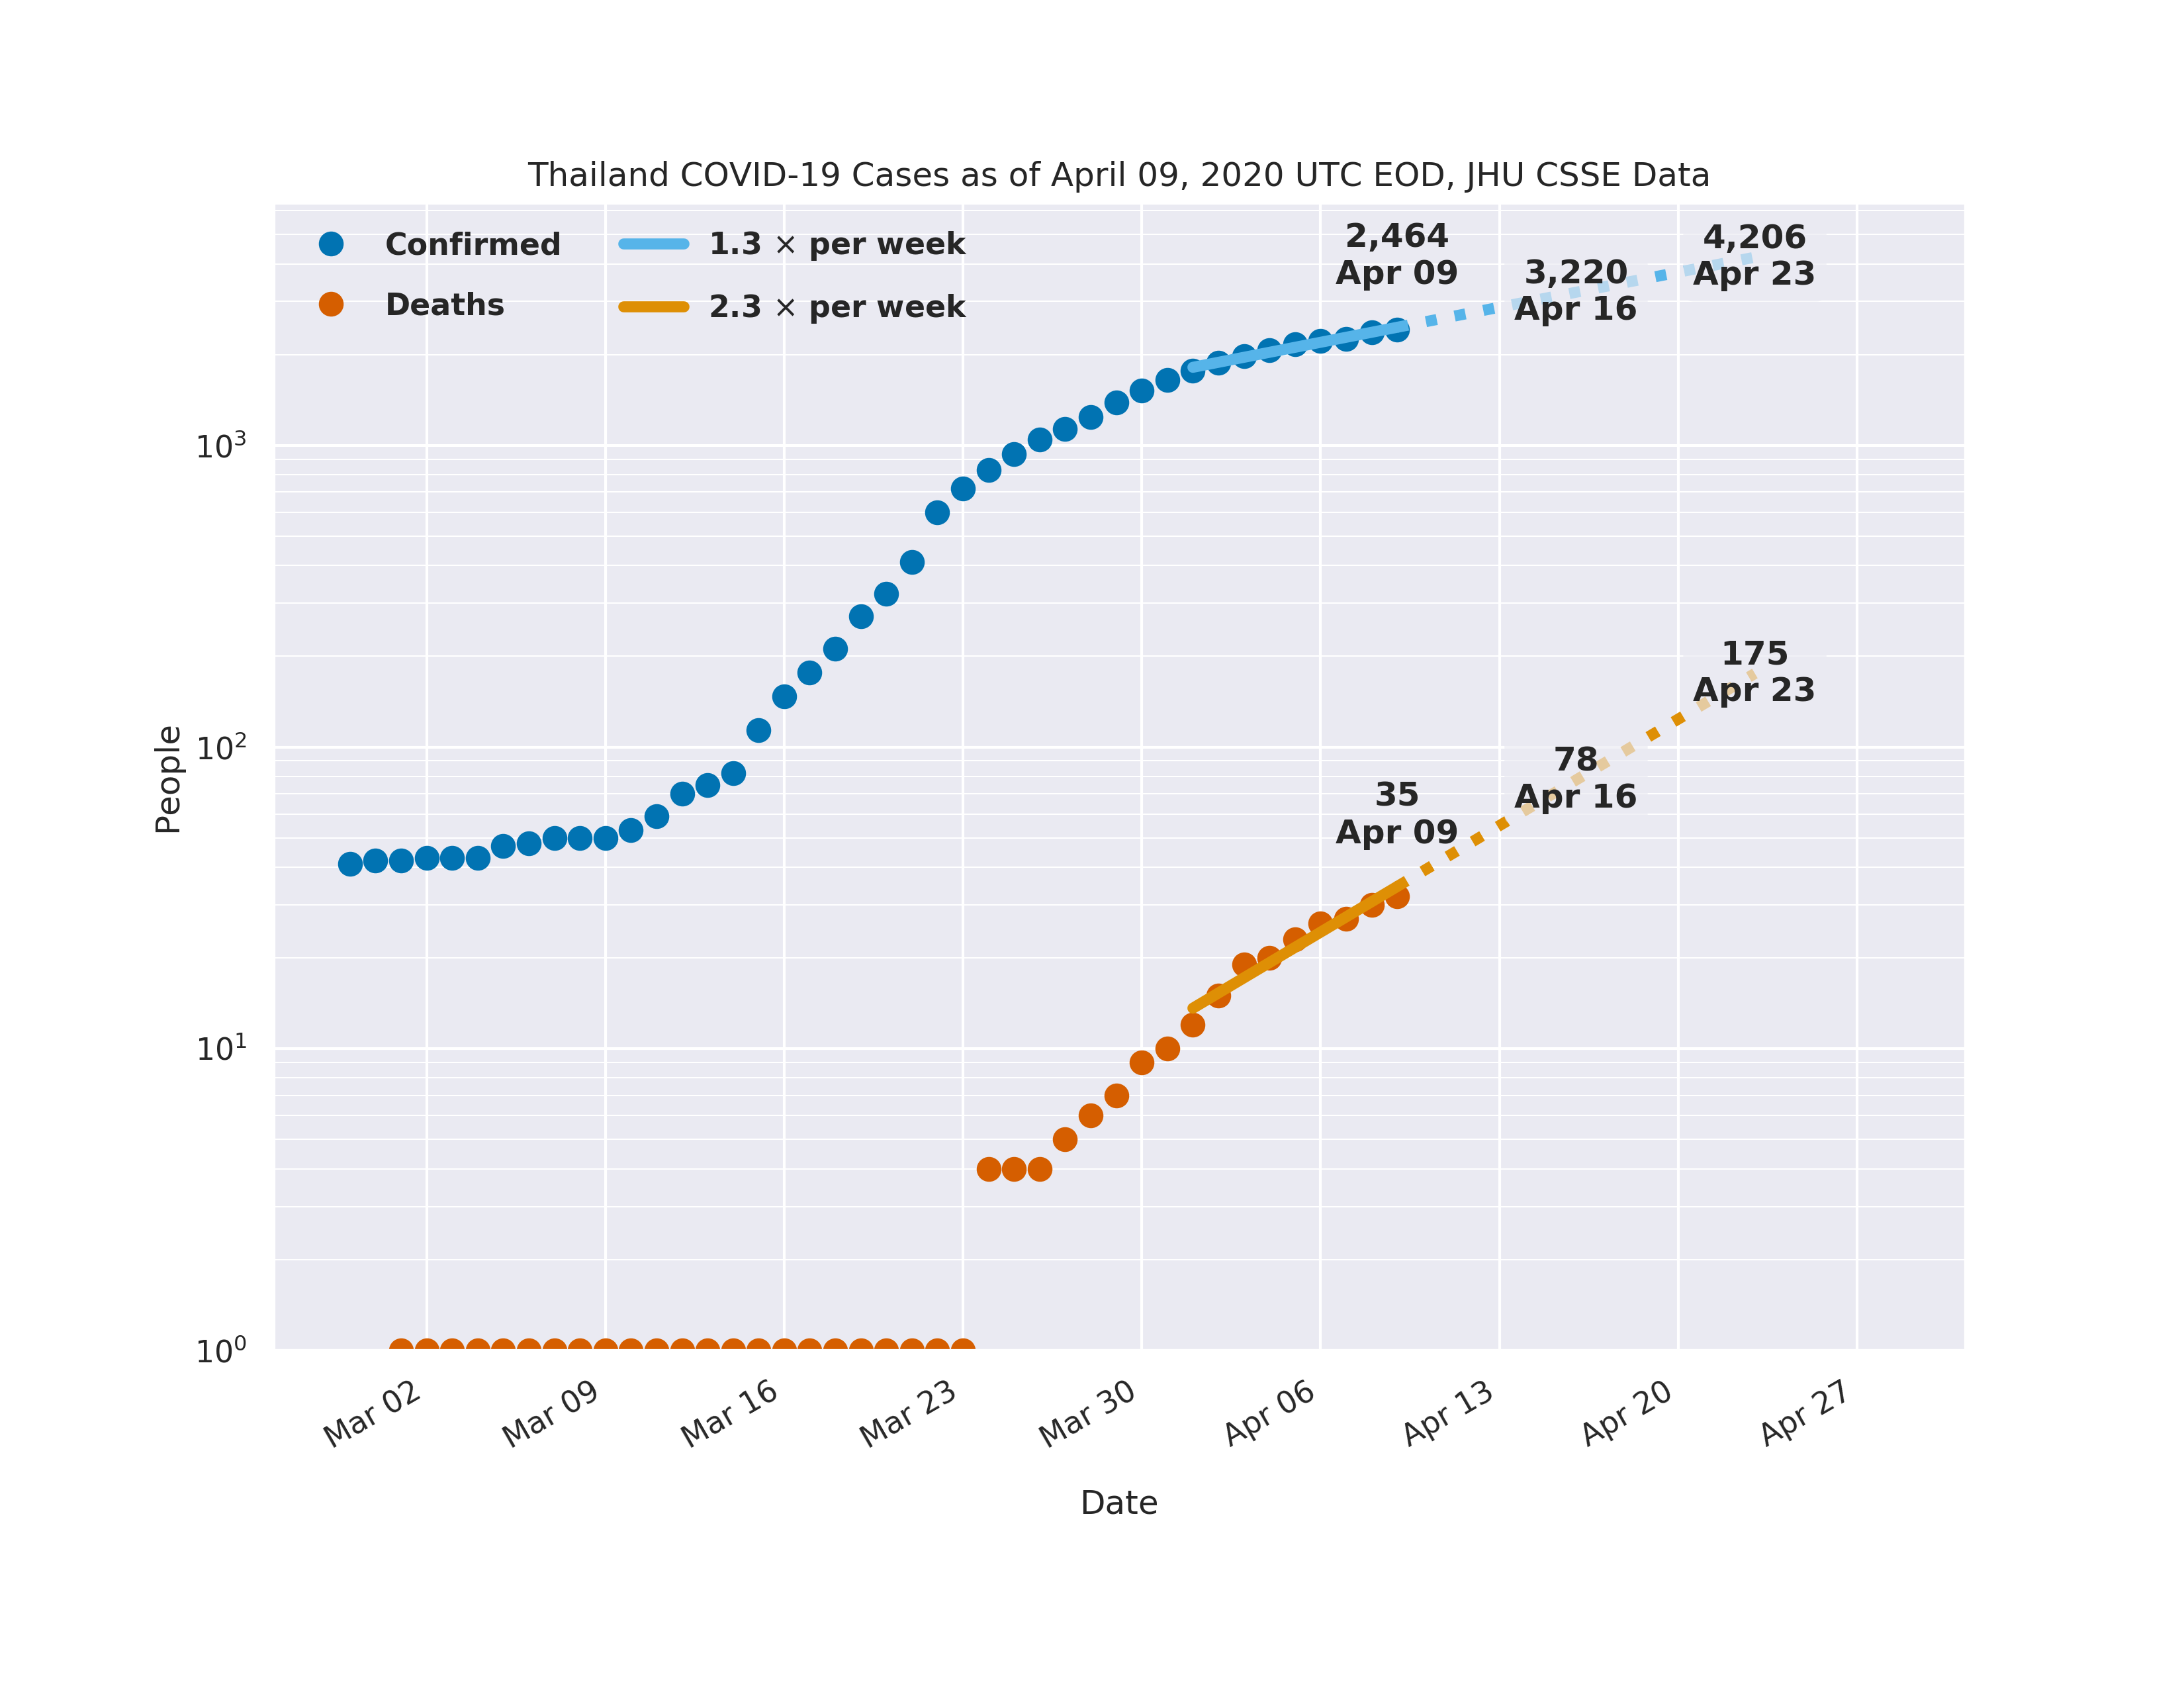 Thailand COVID-19 Cases as of April 09, 2020 UTC EOD, JHU CSSE Data
Confirmed
Deaths
1.3 × per week
2.3 × per week
2,464
Apr 09
3,220
Apr 16
4,206
Apr 23
175
Apr 23
78
Apr 16
35
Apr 09
People
10³
10²
10¹
10⁰
Mar 02
Mar 09
Mar 16
Mar 23
Mar 30
Apr 06
Apr 13
Apr 20
Apr 27
Date